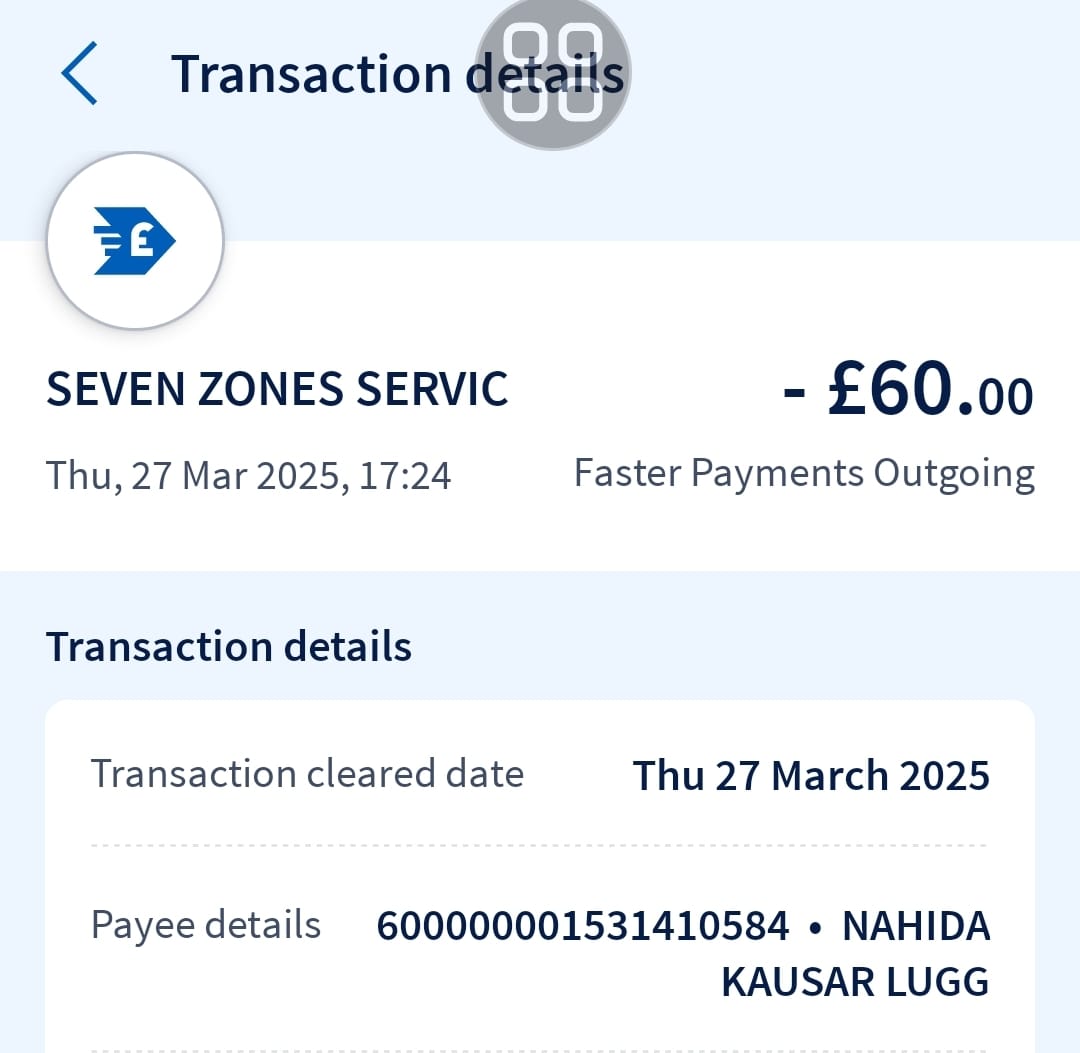 Transaction details
£
SEVEN ZONES SERVIC
- £60.00
Thu, 27 Mar 2025, 17:24
Faster Payments Outgoing
Transaction details
Transaction cleared date
Thu 27 March 2025
Payee details
600000001531410584 • NAHIDA
KAUSAR LUGG